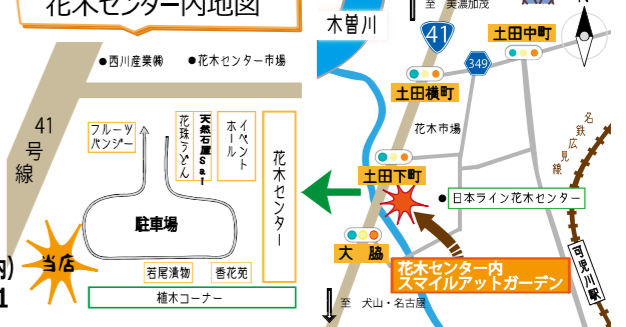 花木センター内地図
●西川産業㈱
●花木センター市場
41号線
フルーツ
パンジー
花珠うどん
天然石屋Sai
イベント
ホール
花木センター
駐車場
当店
若尾漬物
香花苑
植木コーナー
内)
1
至 美濃加茂
N
木曽川
41
土田中町
349
土田横町
花木市場
名鉄広見線
土田下町
●日本ライン花木センター
大脇
花木センター内
スマイルアットガーデン
可児川駅
至 犬山・名古屋